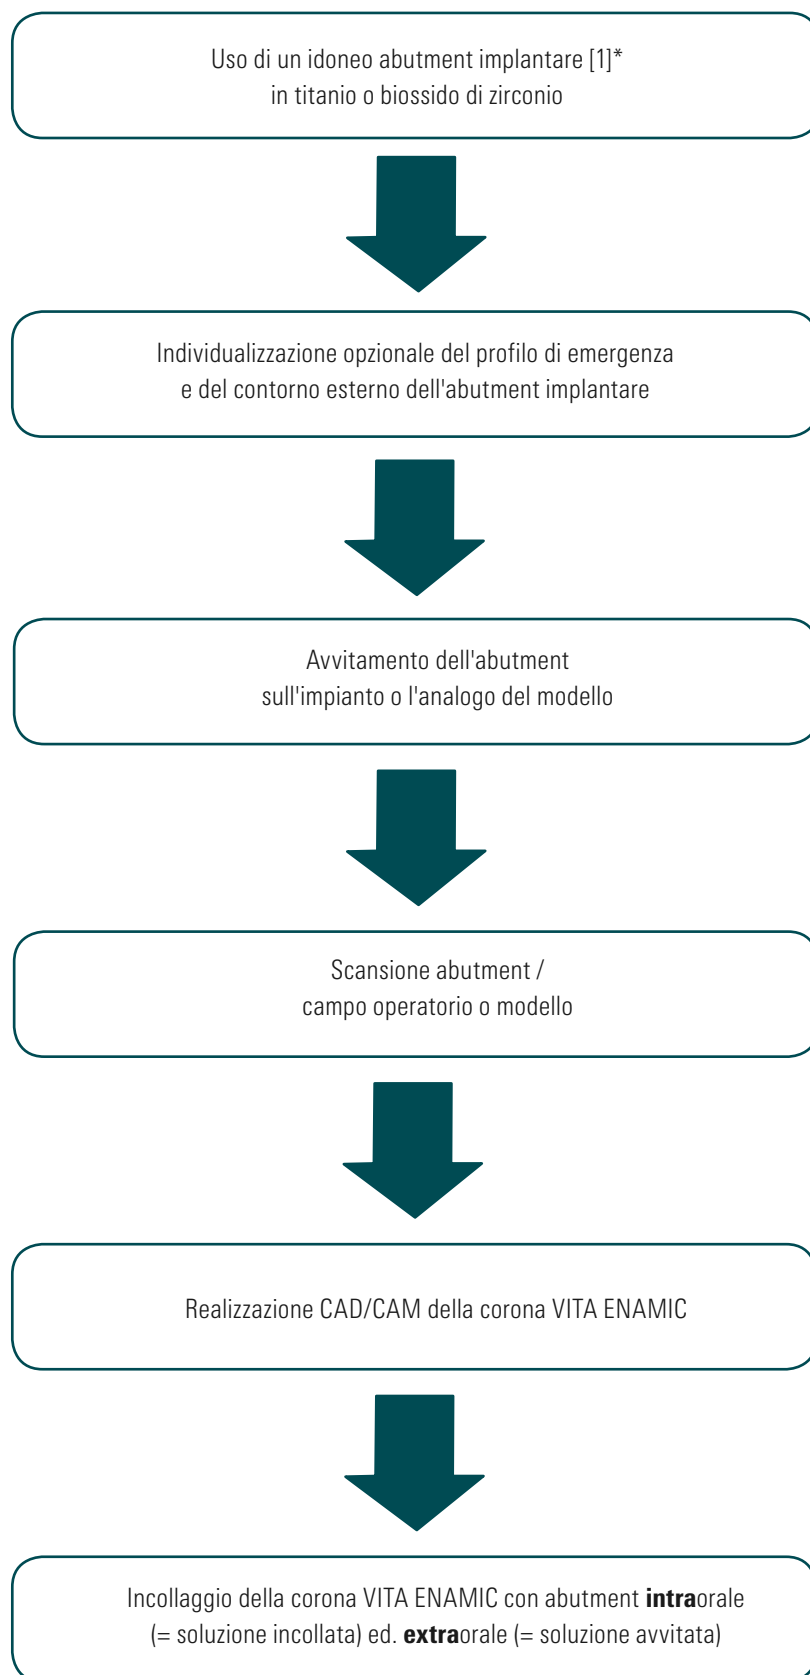 Uso di un idoneo abutment implantare [1]*
in titanio o biossido di zirconio
Individualizzazione opzionale del profilo di emergenza
e del contorno esterno dell'abutment implantare
Avvitamento dell'abutment
sull'impianto o l'analogo del modello
Scansione abutment /
campo operatorio o modello
Realizzazione CAD/CAM della corona VITA ENAMIC
Incollaggio della corona VITA ENAMIC con abutment intraorale
(= soluzione incollata) ed. extraorale (= soluzione avvitata)